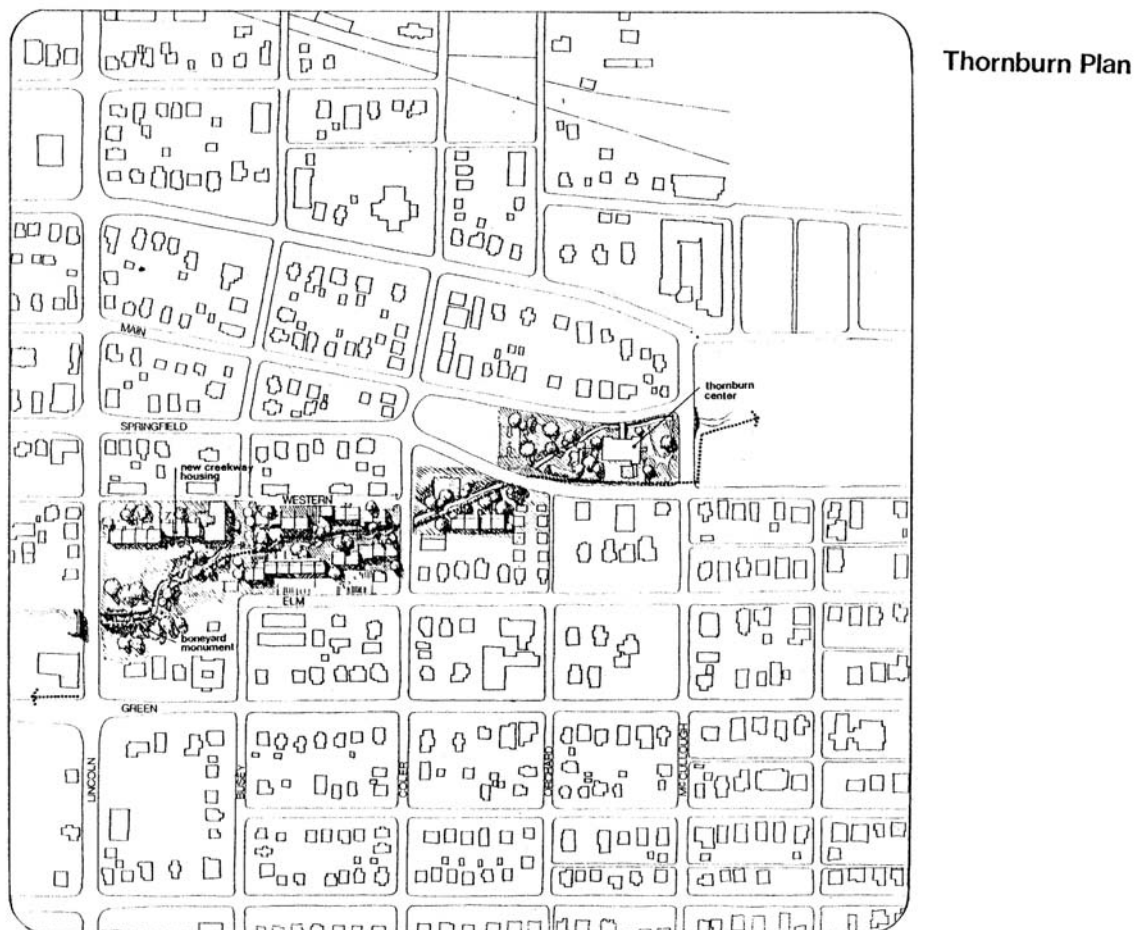 Thornburn Plan
MAIN
thornburn
center
SPRINGFIELD
new creekway
housing
WESTERN
ELM
boneyard
monument
GREEN
LINCOLN
BUSEY
COLER
ORCHARD
MCCULLOUGH